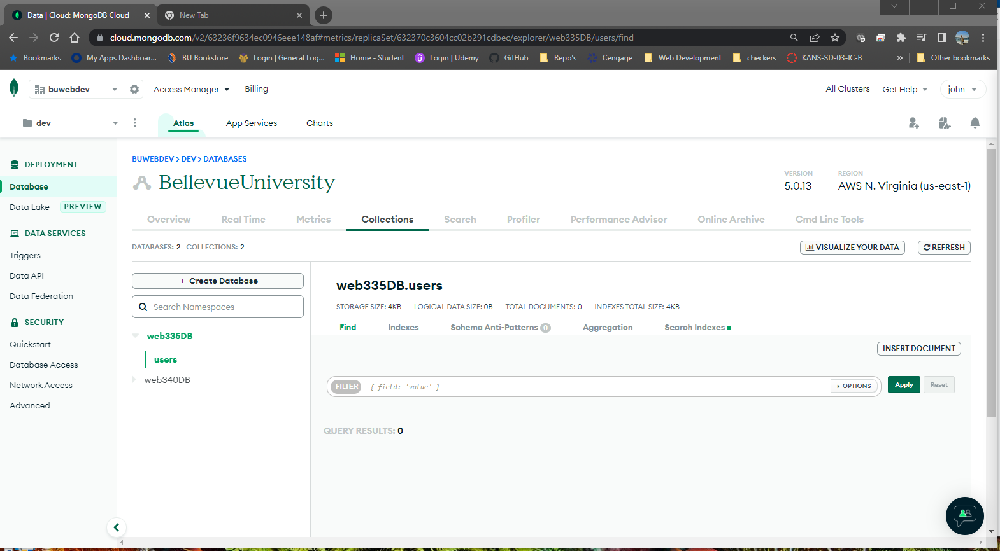 Data | Cloud: MongoDB Cloud
New Tab
cloud.mongodb.com/v2/63236f9634ec0946eee148af#metrics/replicaSet/632370c3604cc02b291cdbec/explorer/web335DB/users/find
Bookmarks My Apps Dashboar... BU Bookstore Login | General Log... Home - Student Login | Udemy GitHub Repo's Cengage Web Development checkers KANS-SD-03-IC-B » Other bookmarks
buwebdev Access Manager Billing All Clusters Get Help john
dev Atlas App Services Charts
DEPLOYMENT
Database
Data Lake PREVIEW
DATA SERVICES
Triggers
Data API
Data Federation
SECURITY
Quickstart
Database Access
Network Access
Advanced
BUWEBDEV > DEV > DATABASES
BellevueUniversity
VERSION
5.0.13
REGION
AWS N. Virginia (us-east-1)
Overview Real Time Metrics Collections Search Profiler Performance Advisor Online Archive Cmd Line Tools
DATABASES: 2 COLLECTIONS: 2
VISUALIZE YOUR DATA
REFRESH
+ Create Database
Search Namespaces
web335DB
users
web340DB
web335DB.users
STORAGE SIZE: 4KB LOGICAL DATA SIZE: 0B TOTAL DOCUMENTS: 0 INDEXES TOTAL SIZE: 4KB
Find Indexes Schema Anti-Patterns 0 Aggregation Search Indexes
INSERT DOCUMENT
FILTER { field: 'value' } OPTIONS Apply Reset
QUERY RESULTS: 0